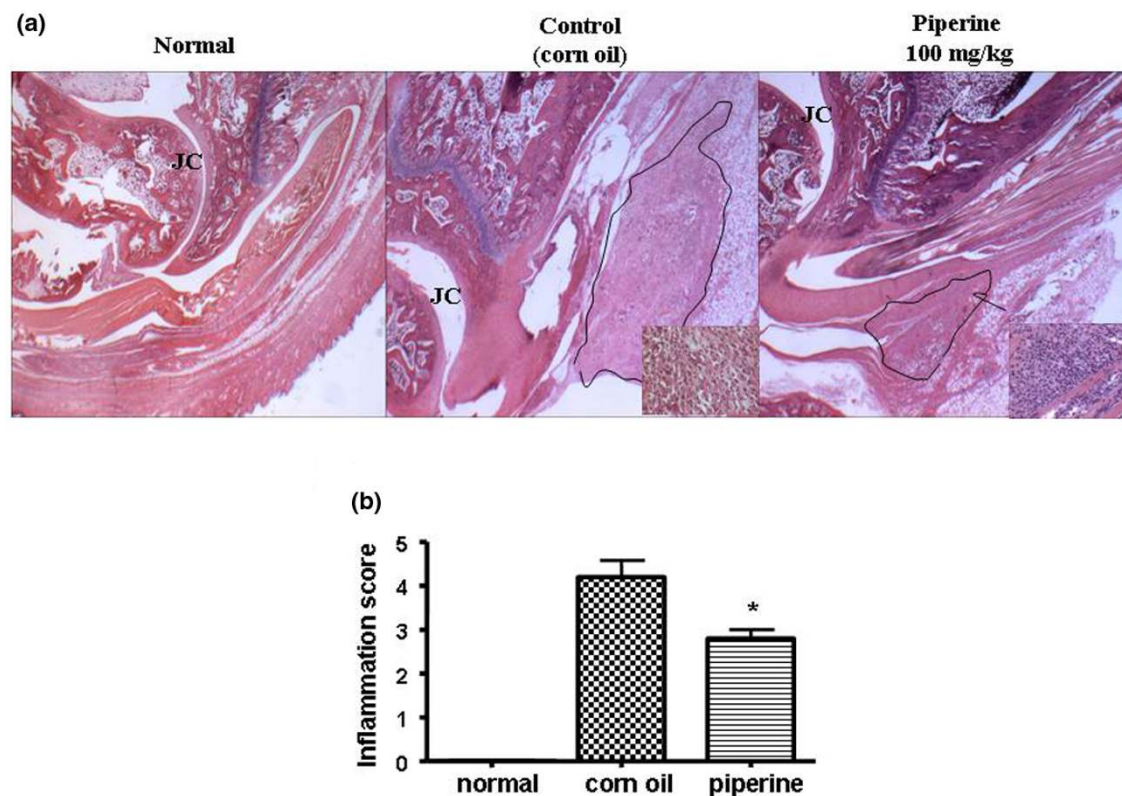 (a)
Normal
Control
(corn oil)
Piperine
100 mg/kg
JC
JC
JC
(b)
Inflammation score
5
4
3
2
1
0
*
normal
corn oil
piperine